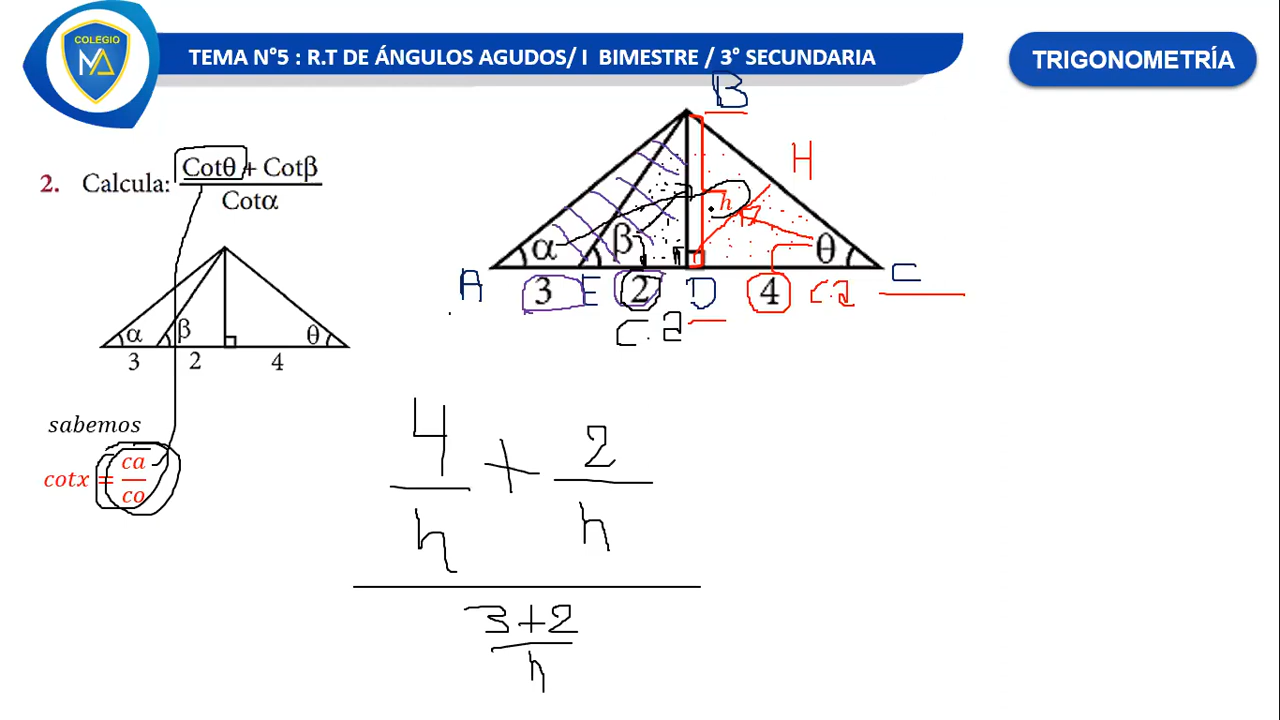 COLEGIO
MA
TEMA N°5 : R.T DE ÁNGULOS AGUDOS/ I BIMESTRE / 3° SECUNDARIA
TRIGONOMETRÍA
2. Calcula: Cotθ + Cotβ
Cotα
α β θ
3 2 4
sabemos
cotx = ca
co
B
H
h
α β θ
A 3 E 2 D 4 C.a C
C.a
4 + 2
h h
3+2
h